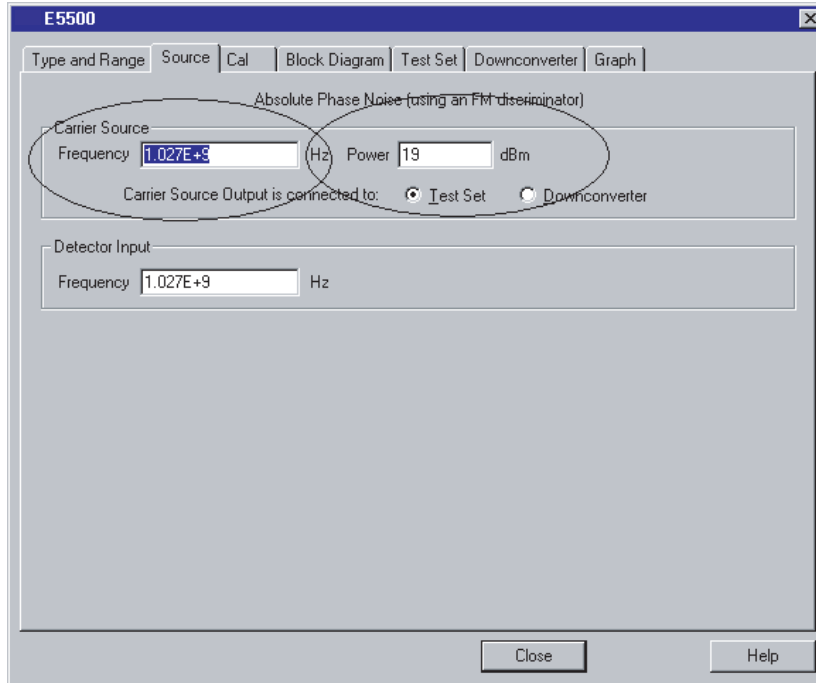 E5500
Type and Range Source Cal Block Diagram Test Set Downconverter Graph
Absolute Phase Noise (using an FM discriminator)
Carrier Source
Frequency 1.027E+9 Hz Power 19 dBm
Carrier Source Output is connected to: Test Set Downconverter
Detector Input
Frequency 1.027E+9 Hz
Close Help